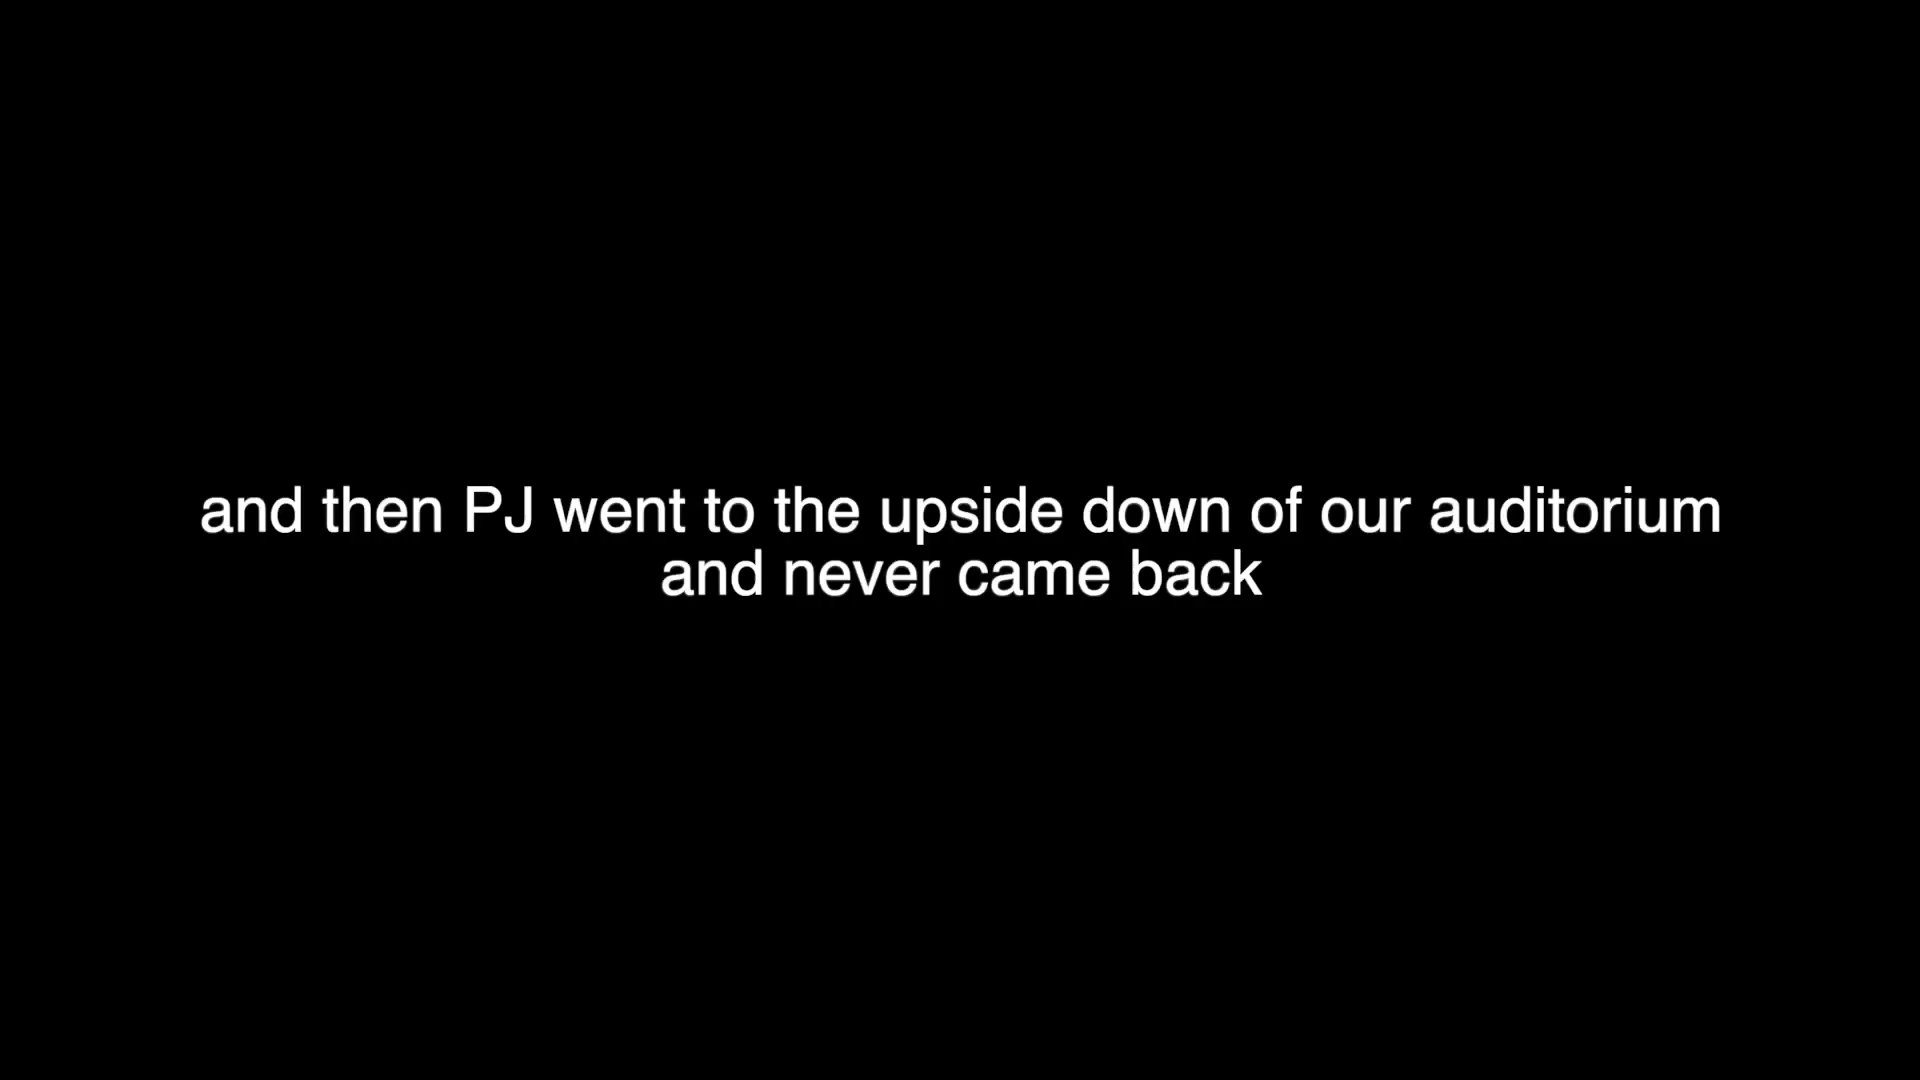 and then PJ went to the upside down of our auditorium
and never came back